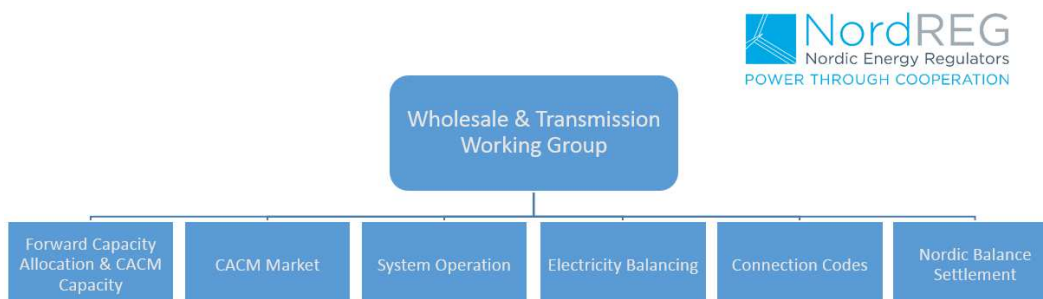 NordREG
Nordic Energy Regulators
POWER THROUGH COOPERATION
Wholesale & Transmission
Working Group
Forward Capacity
Allocation & CACM
Capacity
CACM Market
System Operation
Electricity Balancing
Connection Codes
Nordic Balance
Settlement